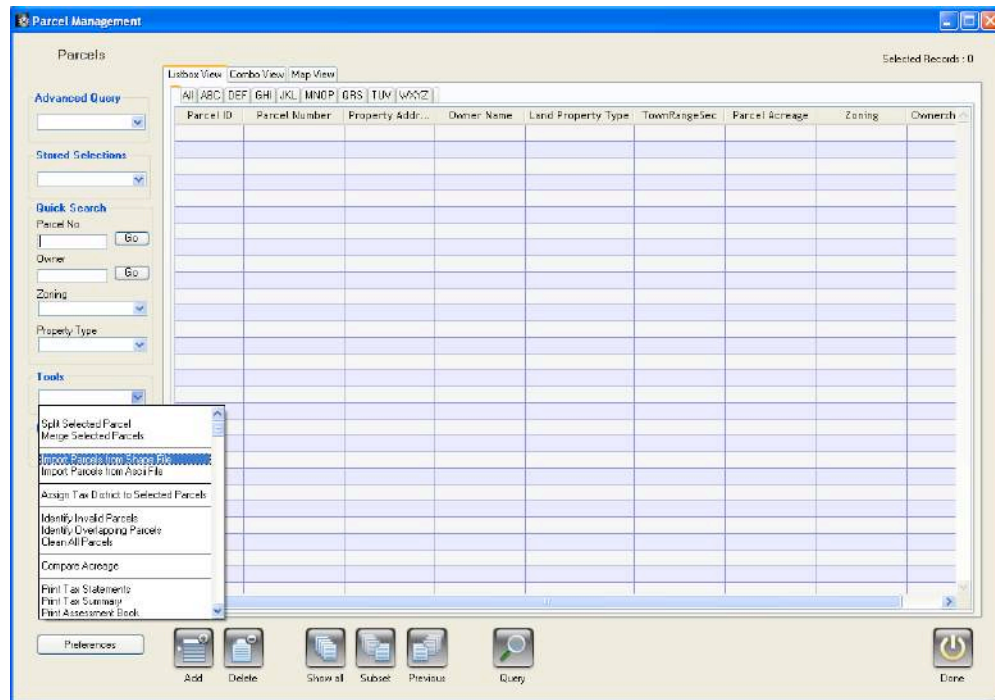 Parcel Management
Parcels
Selected Records : 0
Listbox View Combo View Map View
All ABC DEF GHI JKL MNOP QRS TUV WXYZ
Parcel ID Parcel Number Property Addr... Owner Name Land Property Type TownRangeSec Parcel Acreage Zoning Ownersh
Advanced Query
Stored Selections
Quick Search
Parcel No
Go
Owner
Go
Zoning
Property Type
Tools
Split Selected Parcel
Merge Selected Parcels
Import Parcels from Shape File
Import Parcels from Ascii File
Assign Tax District to Selected Parcels
Identify Invalid Parcels
Identify Overlapping Parcels
Clean All Parcels
Compare Acreage
Print Tax Statements
Print Tax Summary
Print Assessment Book
Preferences
Add Delete Show all Subset Previous Query Done